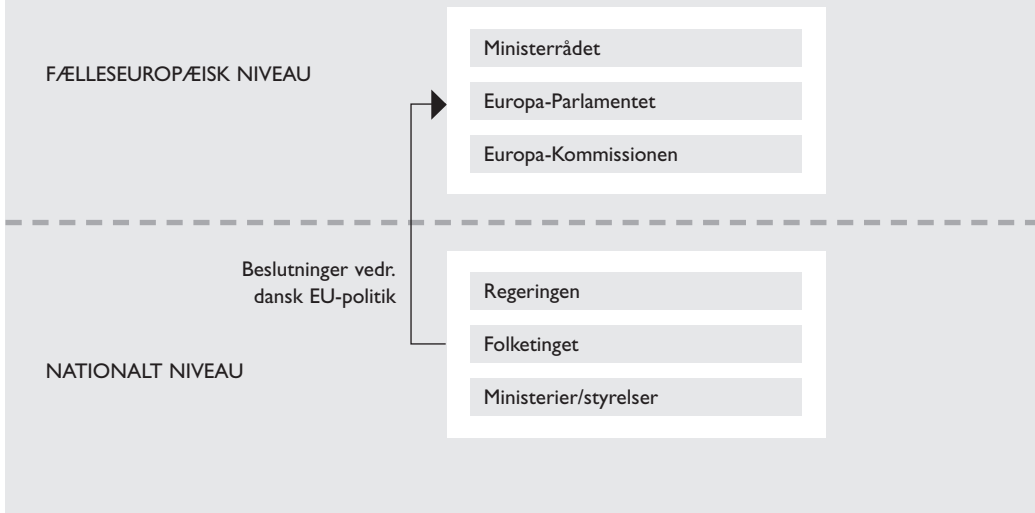 FÆLLESEUROPÆISK NIVEAU
Ministerrådet
Europa-Parlamentet
Europa-Kommissionen
Beslutninger vedr.
dansk EU-politik
NATIONALT NIVEAU
Regeringen
Folketinget
Ministerier/styrelser